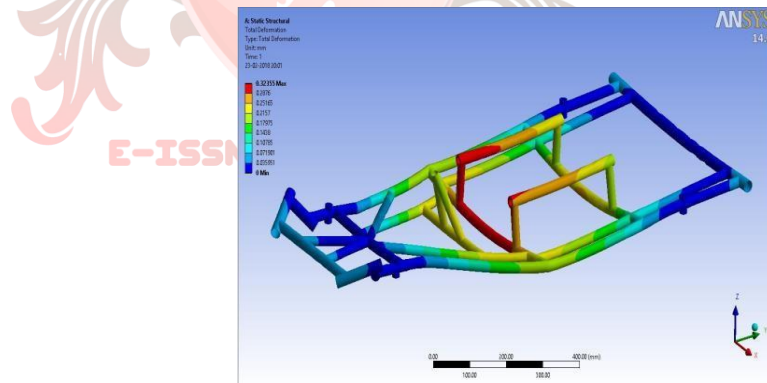 A: Static Structural
Total Deformation
Type: Total Deformation
Unit: mm
Time: 1
ANSYS
14.
0.32355 Max
0.2876
0.25165
0.2157
0.17975
0.1438
0.10785
0.071901
0.035951
0 Min
E-ISSN
Z
Y
X
0.00
200.00
400.00 (mm)
100.00
300.00